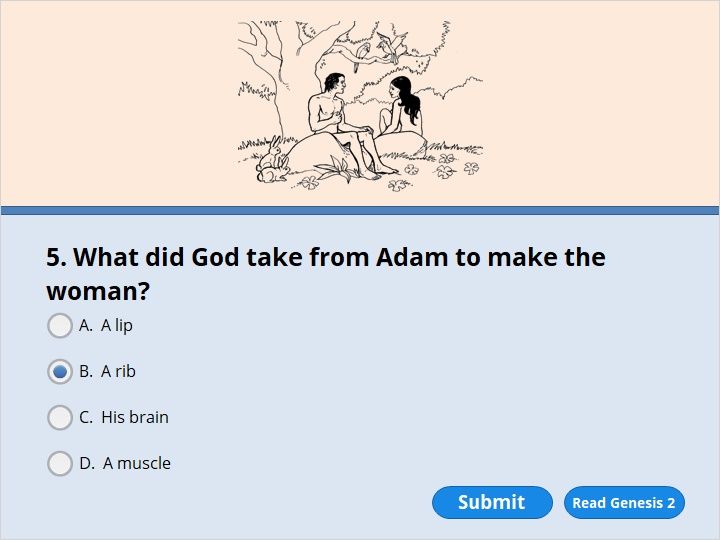 5. What did God take from Adam to make the
woman?
A. A lip
B. A rib
C. His brain
D. A muscle
Submit
Read Genesis 2